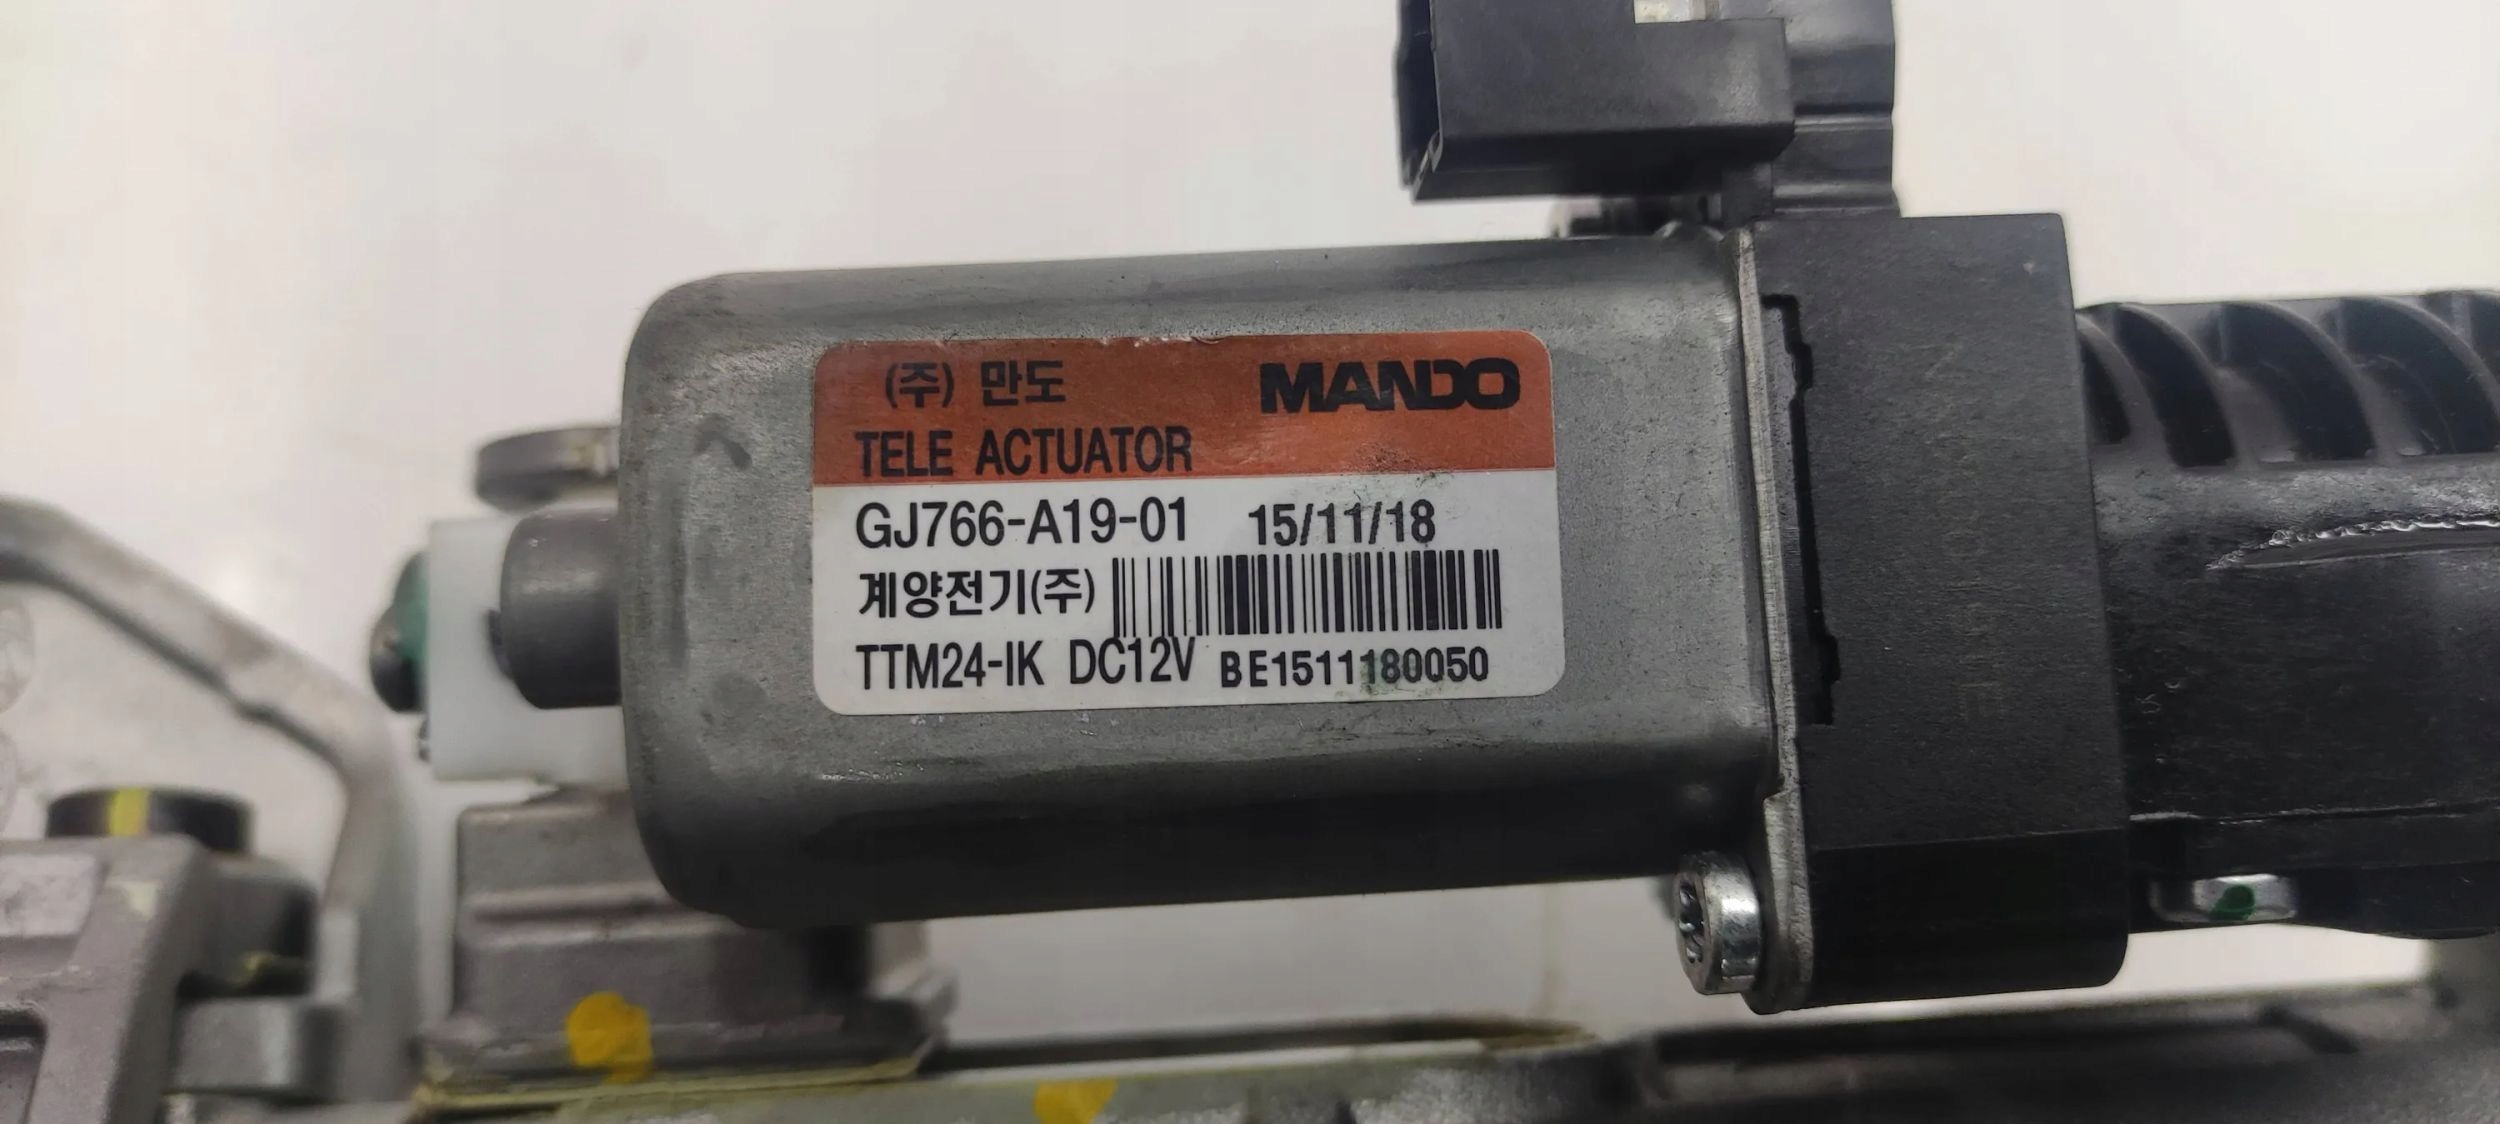 (주) 만도 MANDO
TELE ACTUATOR
GJ766-A19-01 15/11/18
계양전기(주)
TTM24-IK DC12V BE1511180050